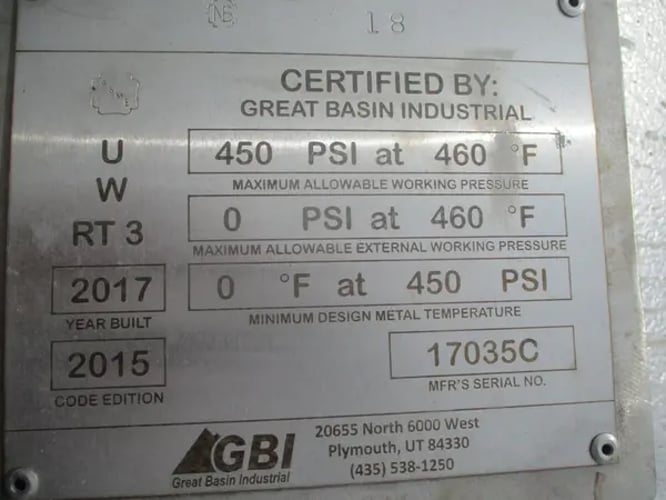 NB
18
ASME
CERTIFIED BY:
GREAT BASIN INDUSTRIAL
U
W
RT 3
450 PSI at 460 °F
MAXIMUM ALLOWABLE WORKING PRESSURE
0 PSI at 460 °F
MAXIMUM ALLOWABLE EXTERNAL WORKING PRESSURE
2017
YEAR BUILT
0 °F at 450 PSI
MINIMUM DESIGN METAL TEMPERATURE
2015
CODE EDITION
17035C
MFR'S SERIAL NO.
GBI
Great Basin Industrial
20655 North 6000 West
Plymouth, UT 84330
(435) 538-1250